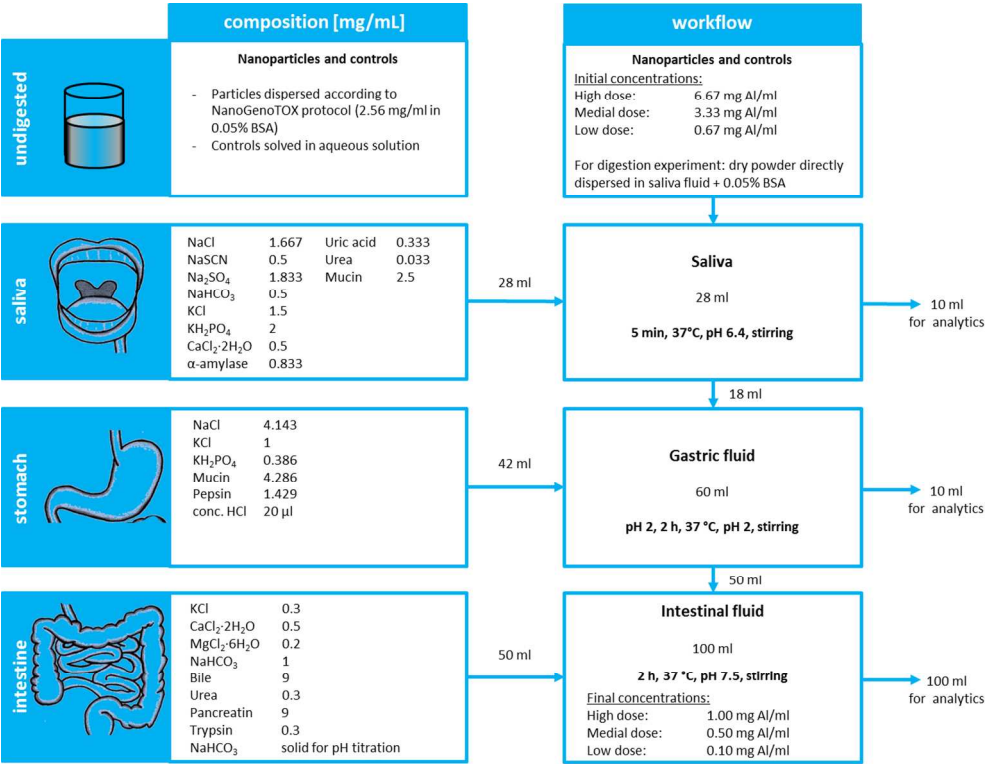 composition [mg/mL]
workflow
undigested
Nanoparticles and controls
- Particles dispersed according to
NanoGenoTOX protocol (2.56 mg/ml in
0.05% BSA)
- Controls solved in aqueous solution
Nanoparticles and controls
Initial concentrations:
High dose: 6.67 mg Al/ml
Medial dose: 3.33 mg Al/ml
Low dose: 0.67 mg Al/ml
For digestion experiment: dry powder directly
dispersed in saliva fluid + 0.05% BSA
saliva
NaCl 1.667 Uric acid 0.333
NaSCN 0.5 Urea 0.033
Na₂SO₄ 1.833 Mucin 2.5
NaHCO₃ 0.5
KCl 1.5
KH₂PO₄ 2
CaCl₂·2H₂O 0.5
α-amylase 0.833
28 ml
Saliva
28 ml
5 min, 37°C, pH 6.4, stirring
10 ml
for analytics
18 ml
stomach
NaCl 4.143
KCl 1
KH₂PO₄ 0.386
Mucin 4.286
Pepsin 1.429
conc. HCl 20 µl
42 ml
Gastric fluid
60 ml
pH 2, 2 h, 37 °C, pH 2, stirring
10 ml
for analytics
50 ml
intestine
KCl 0.3
CaCl₂·2H₂O 0.5
MgCl₂·6H₂O 0.2
NaHCO₃ 1
Bile 9
Urea 0.3
Pancreatin 9
Trypsin 0.3
NaHCO₃ solid for pH titration
50 ml
Intestinal fluid
100 ml
2 h, 37 °C, pH 7.5, stirring
Final concentrations:
High dose: 1.00 mg Al/ml
Medial dose: 0.50 mg Al/ml
Low dose: 0.10 mg Al/ml
100 ml
for analytics